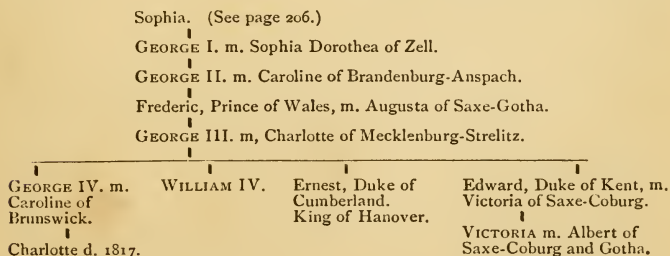 Sophia. (See page 206.)
GEORGE I. m. Sophia Dorothea of Zell.
GEORGE II. m. Caroline of Brandenburg-Anspach.
Frederic, Prince of Wales, m. Augusta of Saxe-Gotha.
GEORGE III. m, Charlotte of Mecklenburg-Strelitz.
GEORGE IV. m.
Caroline of
Brunswick.
Charlotte d. 1817.
WILLIAM IV.
Ernest, Duke of
Cumberland.
King of Hanover.
Edward, Duke of Kent, m.
Victoria of Saxe-Coburg.
VICTORIA m. Albert of
Saxe-Coburg and Gotha.